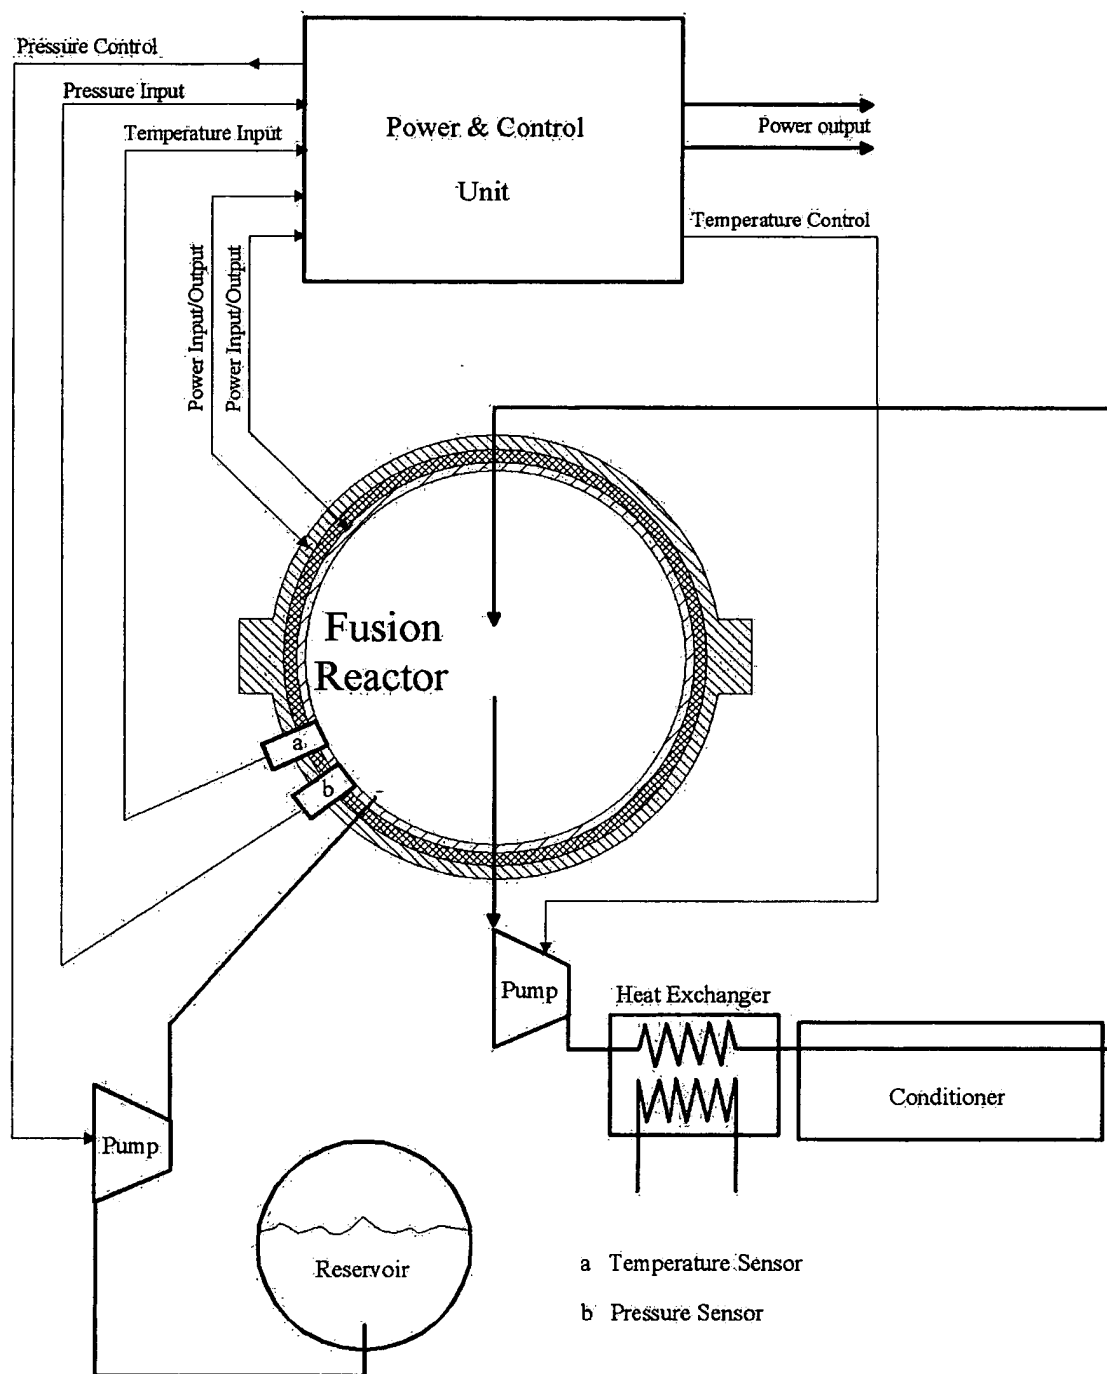 Pressure Control
Pressure Input
Temperature Input
Power & Control
Unit
Power output
Temperature Control
Power Input/Output
Power Input/Output
Fusion
Reactor
a
b
Pump
Heat Exchanger
Conditioner
Pump
Reservoir
a Temperature Sensor
b Pressure Sensor